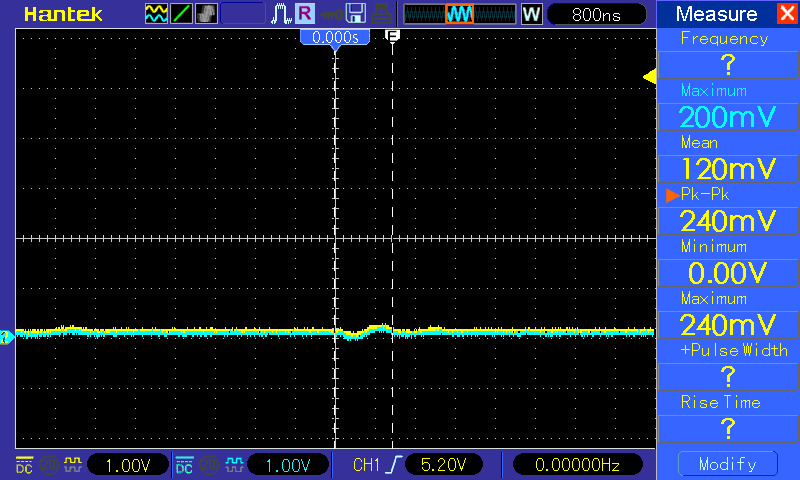 Hantek
R
W
800ns
Measure
0.000s
F
Frequency
?
Maximum
200mV
Mean
120mV
Pk-Pk
240mV
Minimum
0.00V
Maximum
240mV
+Pulse Width
?
Rise Time
?
DC
1.00V
DC
1.00V
CH1
5.20V
0.00000Hz
Modify